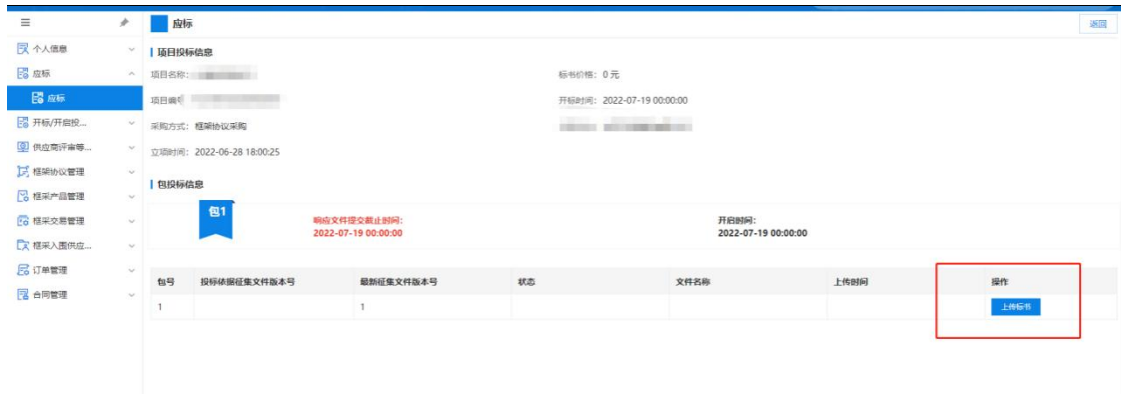 应标
返回
个人信息
项目投标信息
应标
项目名称:
标书价格: 0 元
应标
项目编号
开标时间: 2022-07-19 00:00:00
开标/开启投...
采购方式: 框架协议采购
供应商评审等...
立项时间: 2022-06-28 18:00:25
框架协议管理
包投标信息
框采产品管理
包1
响应文件提交截止时间:
开启时间:
框采交易管理
2022-07-19 00:00:00
2022-07-19 00:00:00
框采入围供应...
订单管理
包号 投标依据征集文件版本号 最新征集文件版本号 状态 文件名称 上传时间 操作
合同管理
1 1 上传标书